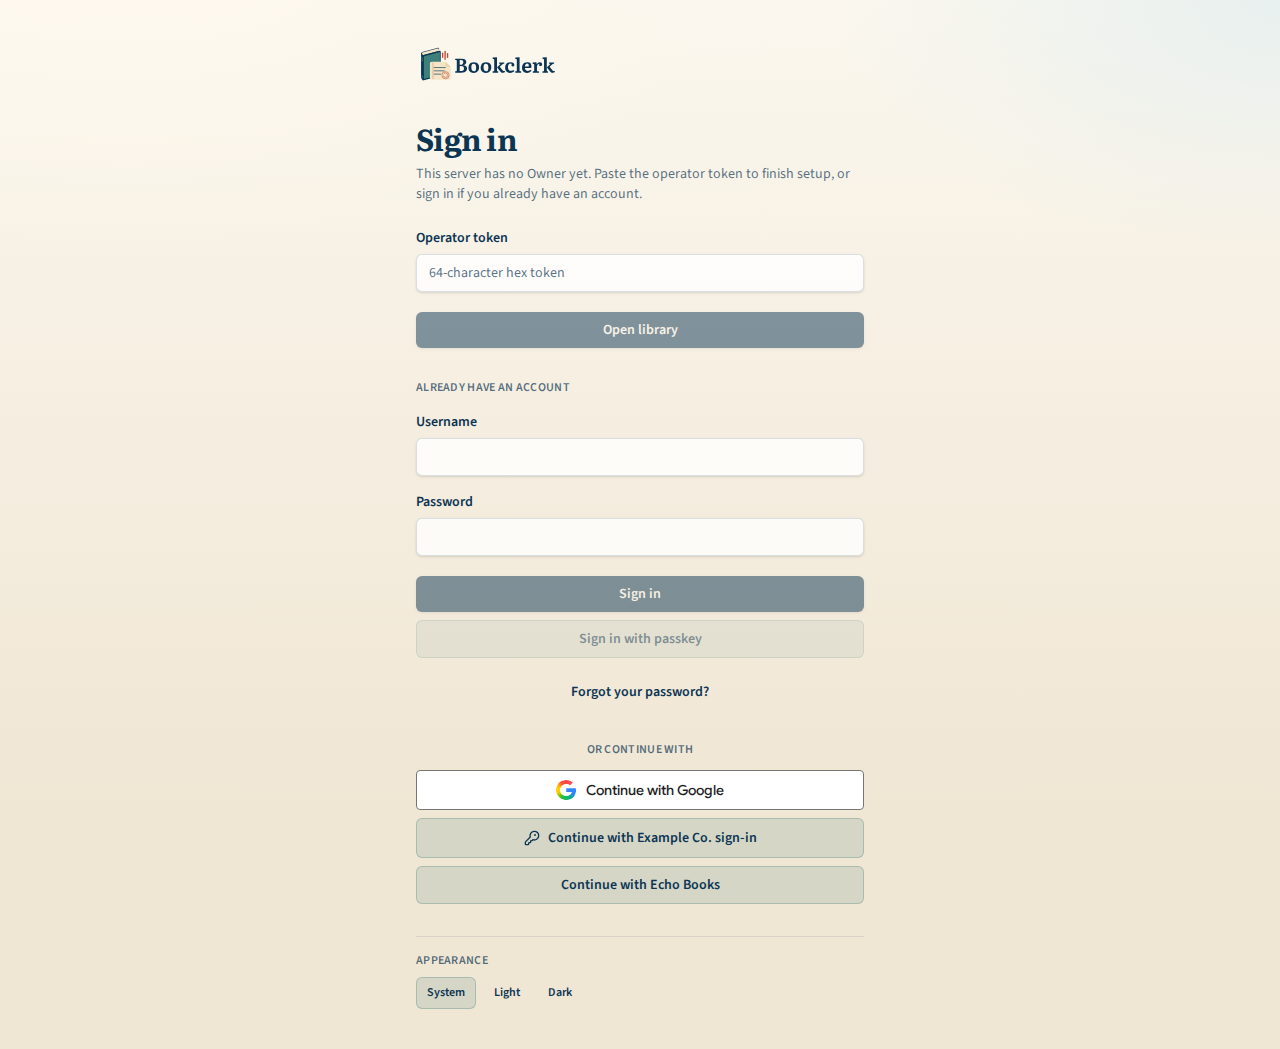 Bookclerk
Sign in
This server has no Owner yet. Paste the operator token to finish setup, or
sign in if you already have an account.
Operator token
64-character hex token
Open library
ALREADY HAVE AN ACCOUNT
Username
Password
Sign in
Sign in with passkey
Forgot your password?
OR CONTINUE WITH
Continue with Google
Continue with Example Co. sign-in
Continue with Echo Books
APPEARANCE
System Light Dark